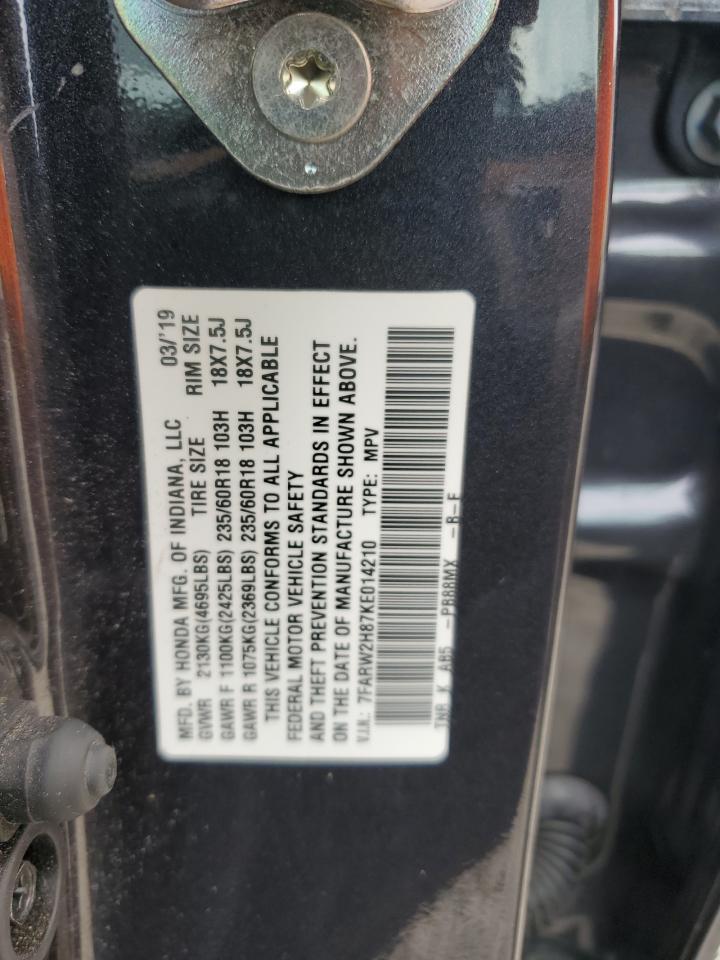 MFD. BY HONDA MFG. OF INDIANA, LLC 03/'19
GVWR 2130KG(4695LBS) TIRE SIZE RIM SIZE
GAWR F 1100KG(2425LBS) 235/60R18 103H 18X7.5J
GAWR R 1075KG(2369LBS) 235/60R18 103H 18X7.5J
THIS VEHICLE CONFORMS TO ALL APPLICABLE
FEDERAL MOTOR VEHICLE SAFETY
AND THEFT PREVENTION STANDARDS IN EFFECT
ON THE DATE OF MANUFACTURE SHOWN ABOVE.
V.I.N.: 7FARW2H87KE014210 TYPE: MPV
TNR K A85 -PB88MX -B-F